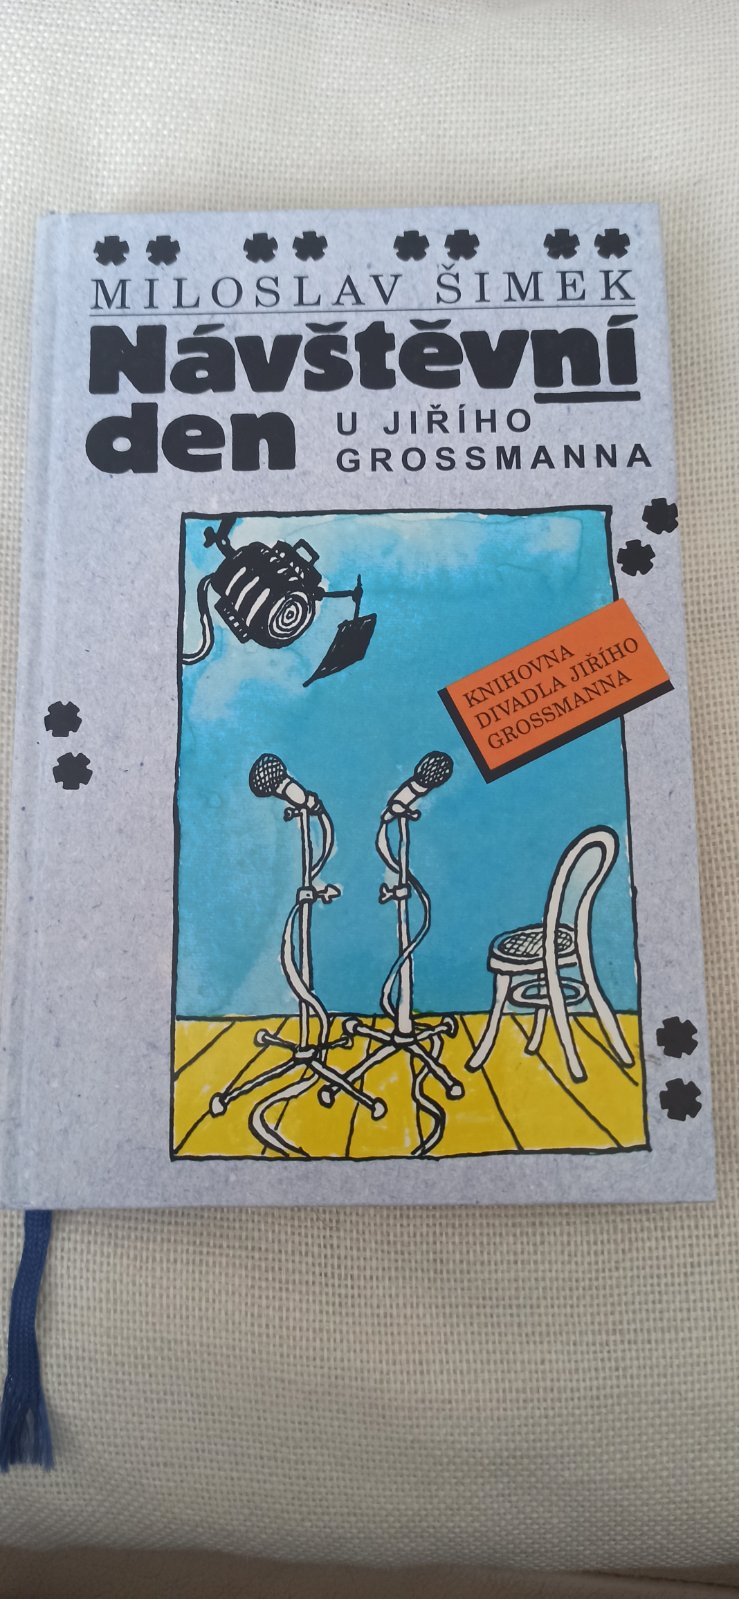 MILOSLAV ŠIMEK
Návštěvní
den
U JIŘÍHO
GROSSMANNA
KNIHOVNA
DIVADLA JIŘÍHO
GROSSMANNA